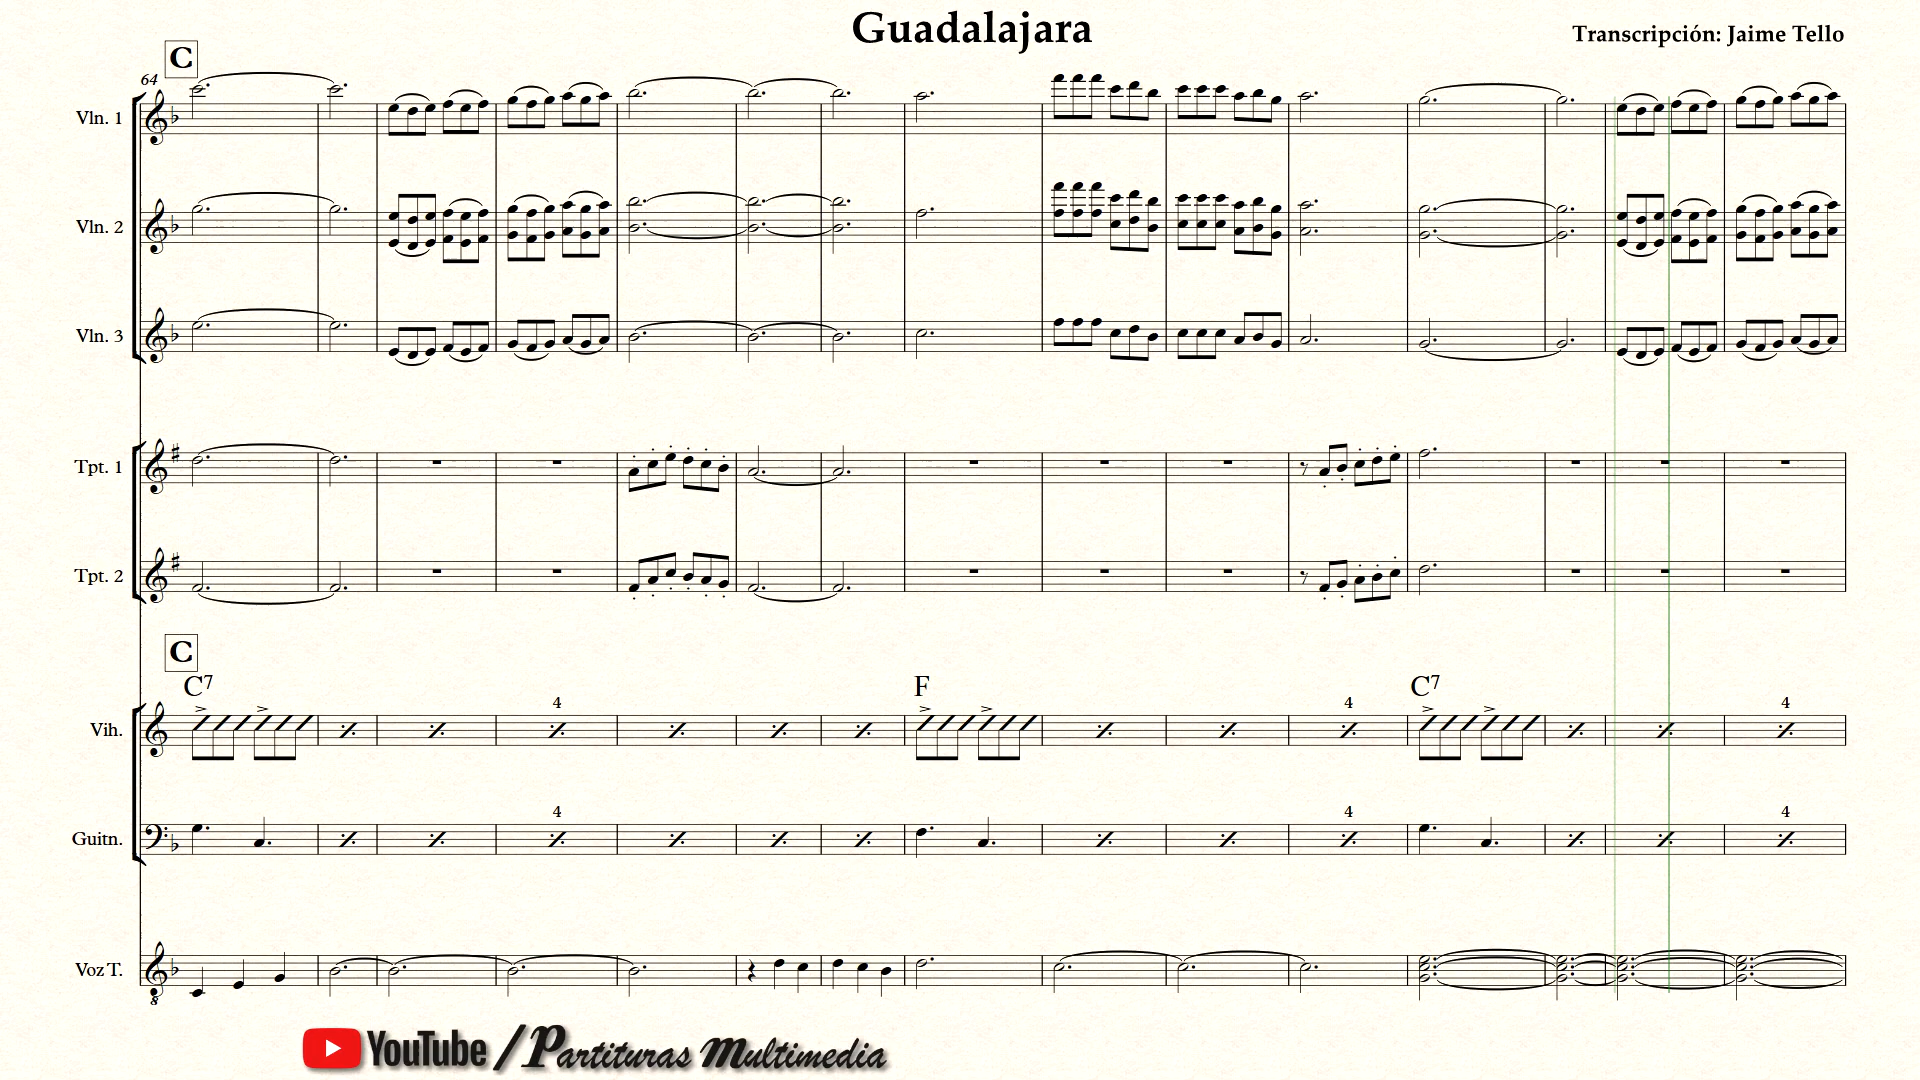 Guadalajara
Transcripción: Jaime Tello
C
64
Vln. 1
Vln. 2
Vln. 3
Tpt. 1
Tpt. 2
C
C7 F C7
4 4 4
Vih.
4 4 4
Guitn.
Voz T.
8
YouTube / Partituras Multimedia